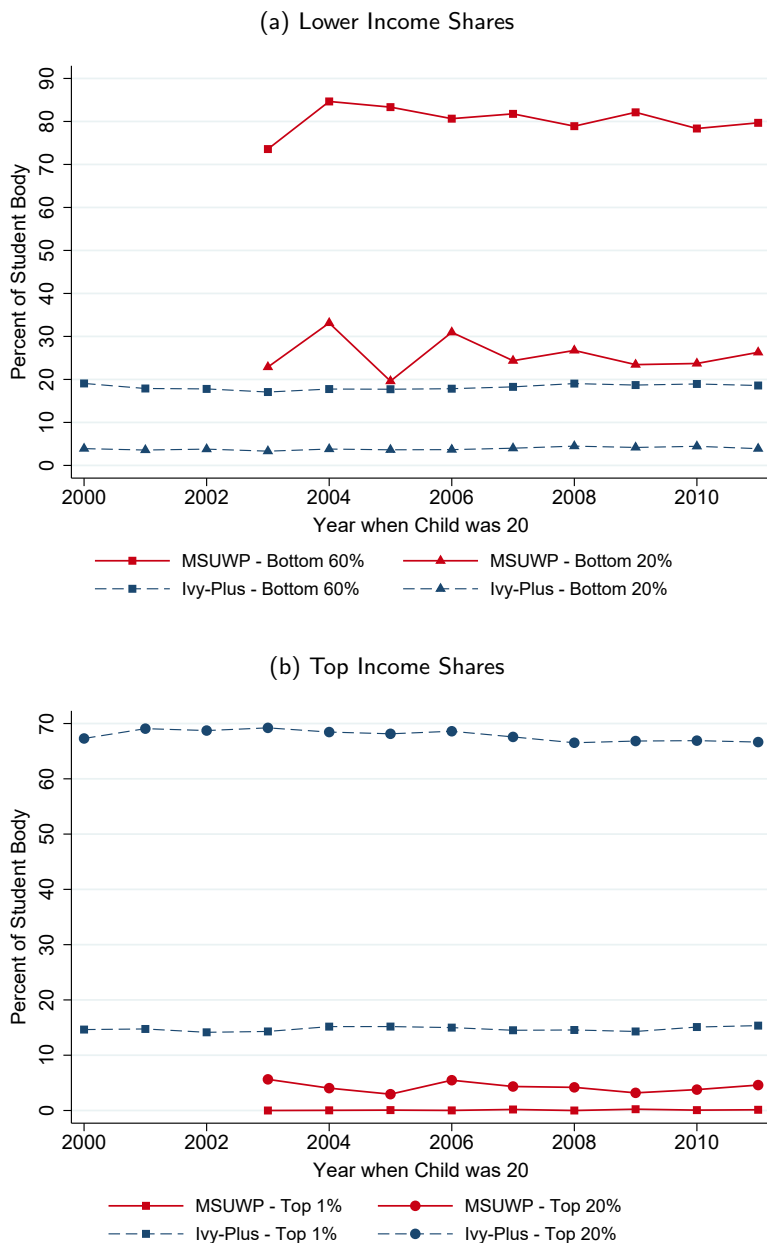 (a) Lower Income Shares
Percent of Student Body
90
80
70
60
50
40
30
20
10
0
2000 2002 2004 2006 2008 2010
Year when Child was 20
MSUWP - Bottom 60% MSUWP - Bottom 20%
Ivy-Plus - Bottom 60% Ivy-Plus - Bottom 20%
(b) Top Income Shares
Percent of Student Body
70
60
50
40
30
20
10
0
2000 2002 2004 2006 2008 2010
Year when Child was 20
MSUWP - Top 1% MSUWP - Top 20%
Ivy-Plus - Top 1% Ivy-Plus - Top 20%